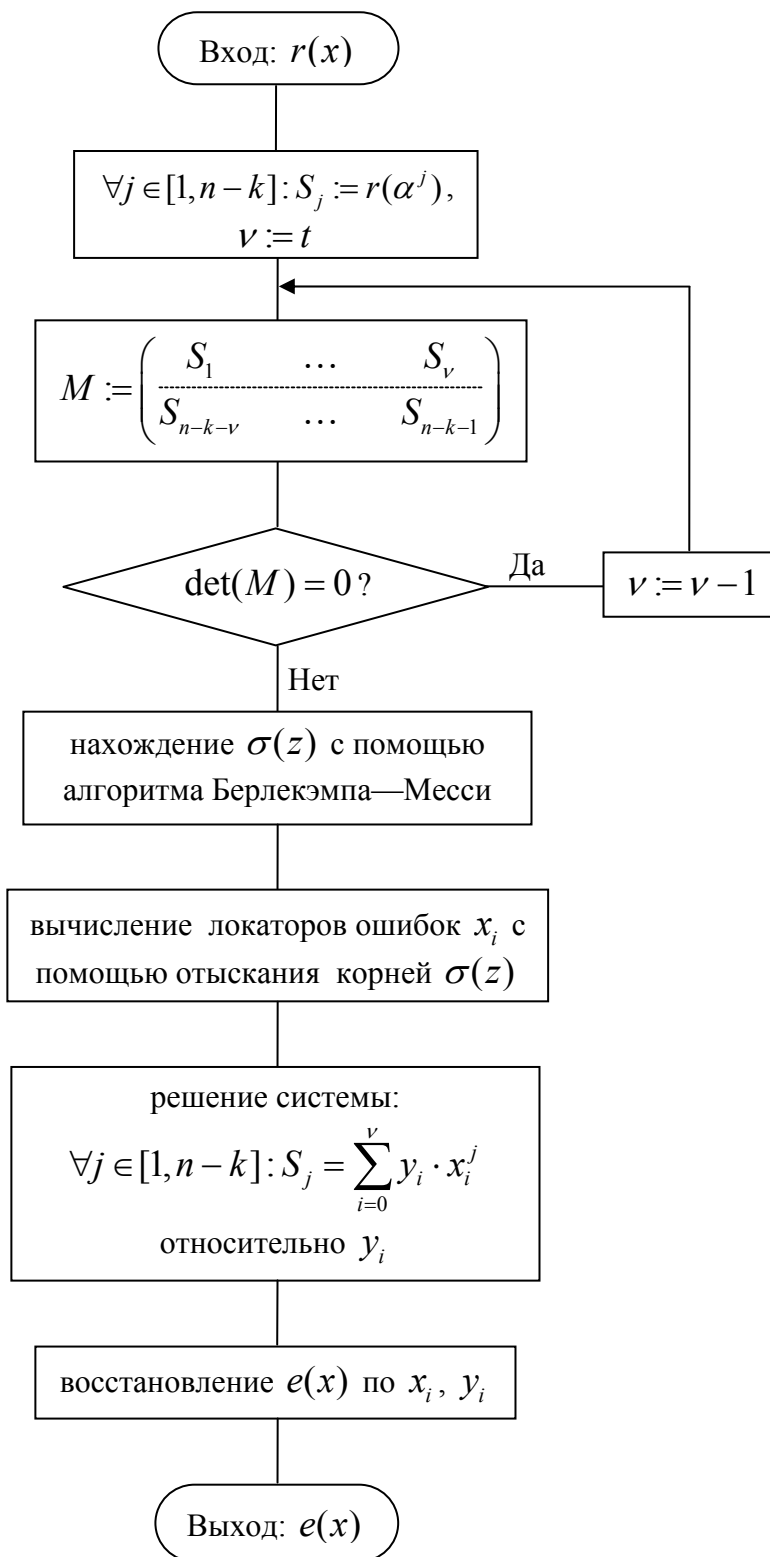 Вход: r(x)
∀j ∈ [1, n − k] : S_j := r(α^j) ,
ν := t
M := ( S_1 … S_ν
S_{n−k−ν} … S_{n−k−1} )
det(M) = 0 ?
Да
ν := ν − 1
Нет
нахождение σ(z) с помощью
алгоритма Берлекэмпа—Месси
вычисление локаторов ошибок x_i с
помощью отыскания корней σ(z)
решение системы:
∀j ∈ [1, n − k] : S_j = ∑_{i=0}^{ν} y_i · x_i^j
относительно y_i
восстановление e(x) по x_i , y_i
Выход: e(x)